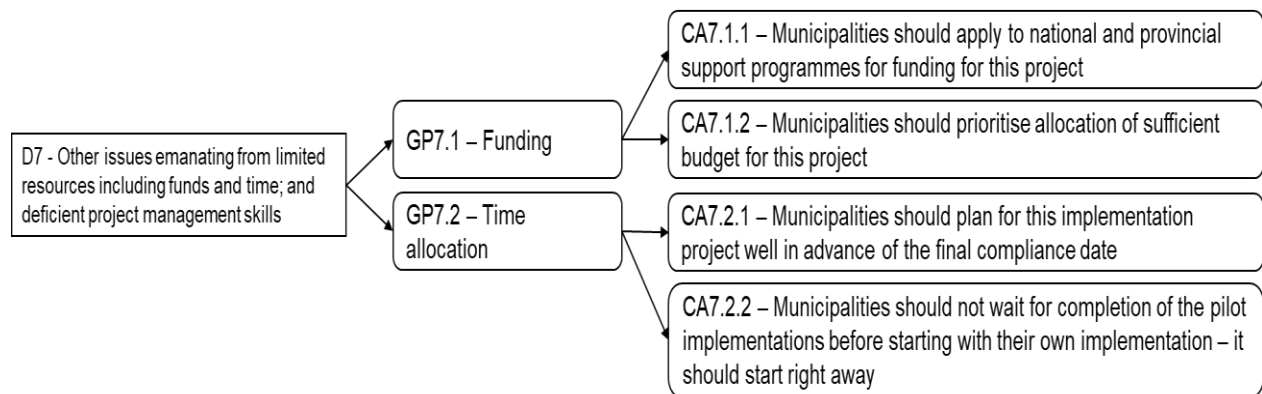 D7 - Other issues emanating from limited
resources including funds and time; and
deficient project management skills
GP7.1 – Funding
GP7.2 – Time
allocation
CA7.1.1 – Municipalities should apply to national and provincial
support programmes for funding for this project
CA7.1.2 – Municipalities should prioritise allocation of sufficient
budget for this project
CA7.2.1 – Municipalities should plan for this implementation
project well in advance of the final compliance date
CA7.2.2 – Municipalities should not wait for completion of the pilot
implementations before starting with their own implementation – it
should start right away